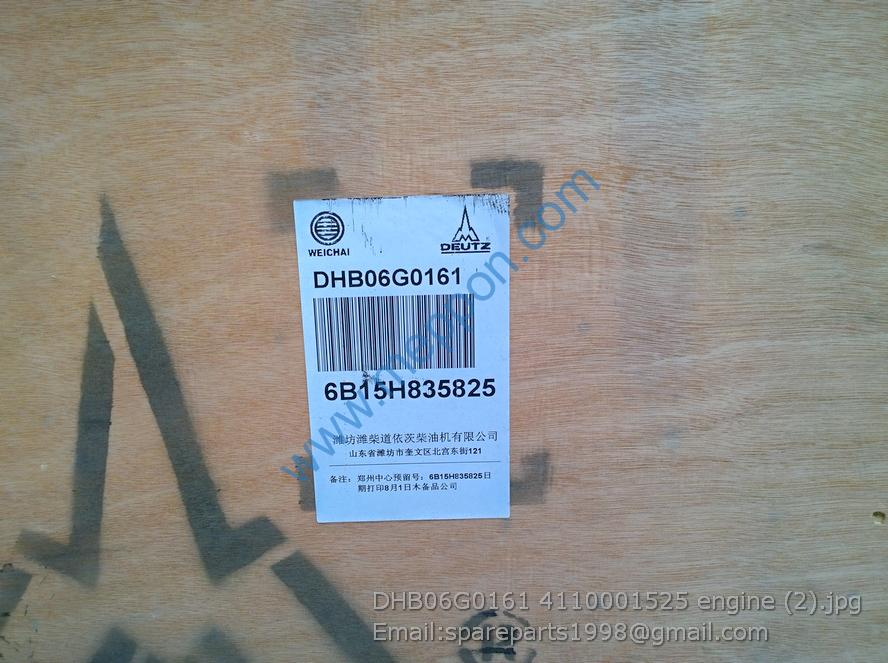 WEICHAI
DEUTZ
DHB06G0161
6B15H835825
潍坊潍柴道依茨柴油机有限公司
山东省潍坊市奎文区北宫东街121
备注: 郑州中心预留号: 6B15H835825日
期打印8月1日木备品公司
www.meppon.com
DHB06G0161 4110001525 engine (2).jpg
Email:spareparts1998@gmail.com